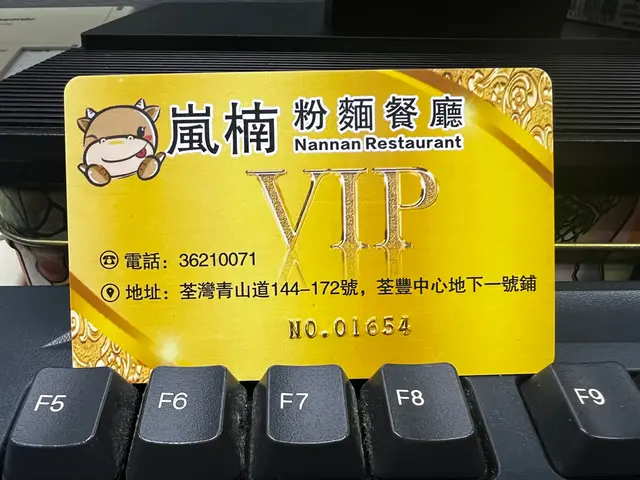 嵐楠 粉麵餐廳
Nannan Restaurant
VIP
電話：36210071
地址：荃灣青山道144-172號，荃豐中心地下一號鋪
NO.01654
F5 F6 F7 F8 F9